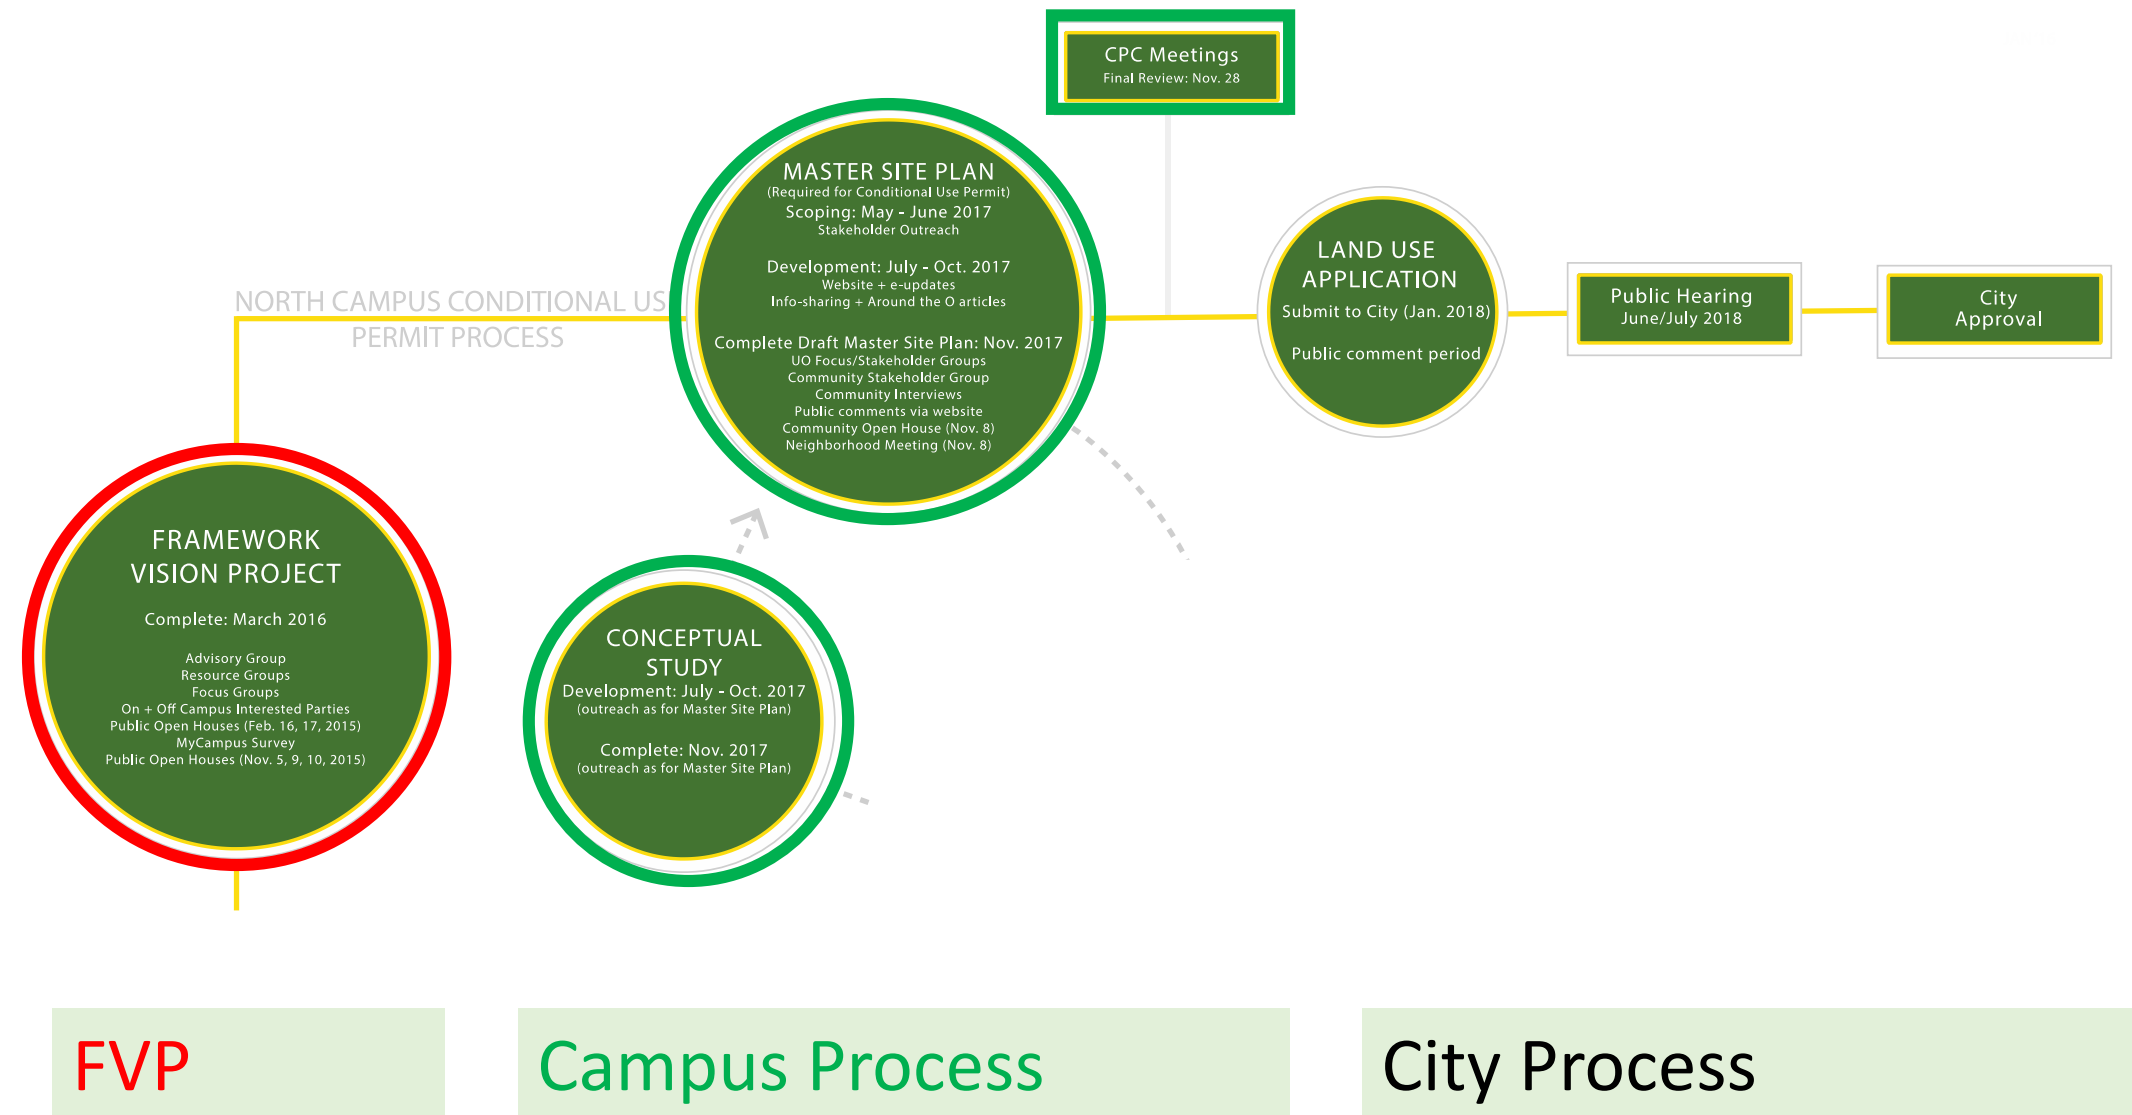 CPC Meetings
Final Review: Nov. 28
MASTER SITE PLAN
(Required for Conditional Use Permit)
Scoping: May - June 2017
Stakeholder Outreach
Development: July - Oct. 2017
Website + e-updates
Info-sharing + Around the O articles
Complete Draft Master Site Plan: Nov. 2017
UO Focus/Stakeholder Groups
Community Stakeholder Group
Community Interviews
Public comments via website
Community Open House (Nov. 8)
Neighborhood Meeting (Nov. 8)
LAND USE
APPLICATION
Submit to City (Jan. 2018)
Public comment period
Public Hearing
June/July 2018
City
Approval
NORTH CAMPUS CONDITIONAL US
PERMIT PROCESS
FRAMEWORK
VISION PROJECT
Complete: March 2016
Advisory Group
Resource Groups
Focus Groups
On + Off Campus Interested Parties
Public Open Houses (Feb. 16, 17, 2015)
MyCampus Survey
Public Open Houses (Nov. 5, 9, 10, 2015)
CONCEPTUAL
STUDY
Development: July - Oct. 2017
(outreach as for Master Site Plan)
Complete: Nov. 2017
(outreach as for Master Site Plan)
FVP
Campus Process
City Process